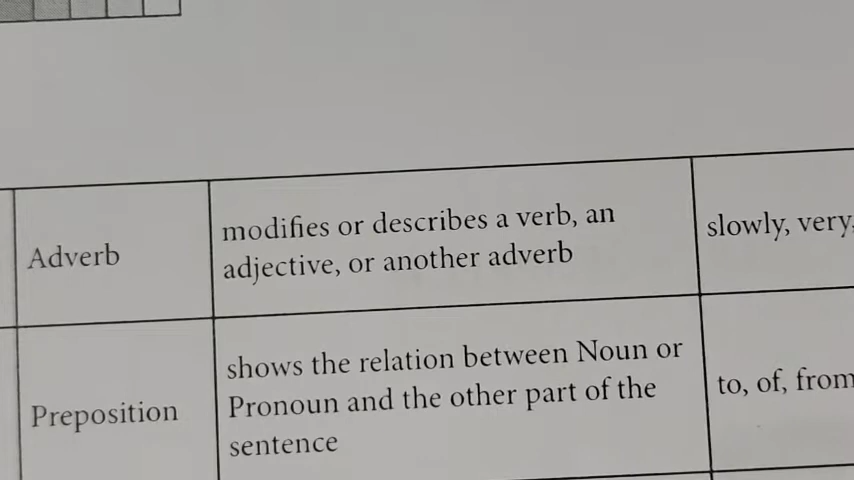 Adverb
modifies or describes a verb, an
adjective, or another adverb
slowly, very,
Preposition
shows the relation between Noun or
Pronoun and the other part of the
sentence
to, of, from